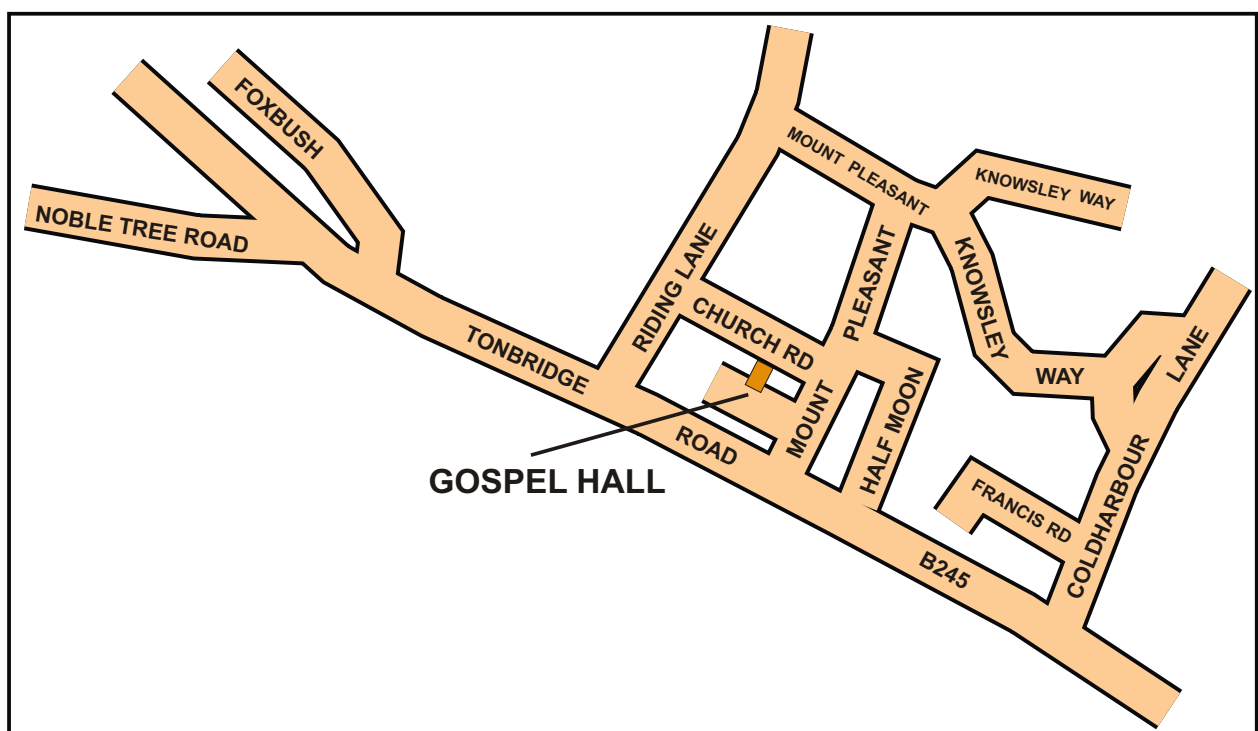 FOXBUSH
NOBLE TREE ROAD
TONBRIDGE
ROAD
B245
RIDING LANE
CHURCH RD
MOUNT PLEASANT
MOUNT
PLEASANT
HALF MOON
KNOWSLEY WAY
KNOWSLEY
WAY
COLDHARBOUR
LANE
FRANCIS RD
GOSPEL HALL